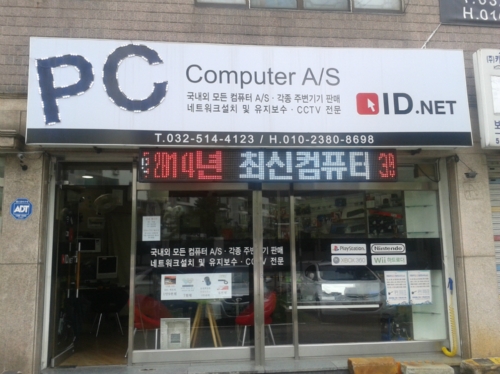 PC
Computer A/S
국내외 모든 컴퓨터 A/S · 각종 주변기기 판매
네트워크설치 및 유지보수 · CCTV 전문
ID.NET
T.032-514-4123 / H.010-2380-8698
2014년 최신컴퓨터 30
ADT
국내외 모든 컴퓨터 A/S · 각종 주변기기 판매
네트워크설치 및 유지보수 · CCTV 전문
PlayStation Nintendo
XBOX 360 Wii
H.010